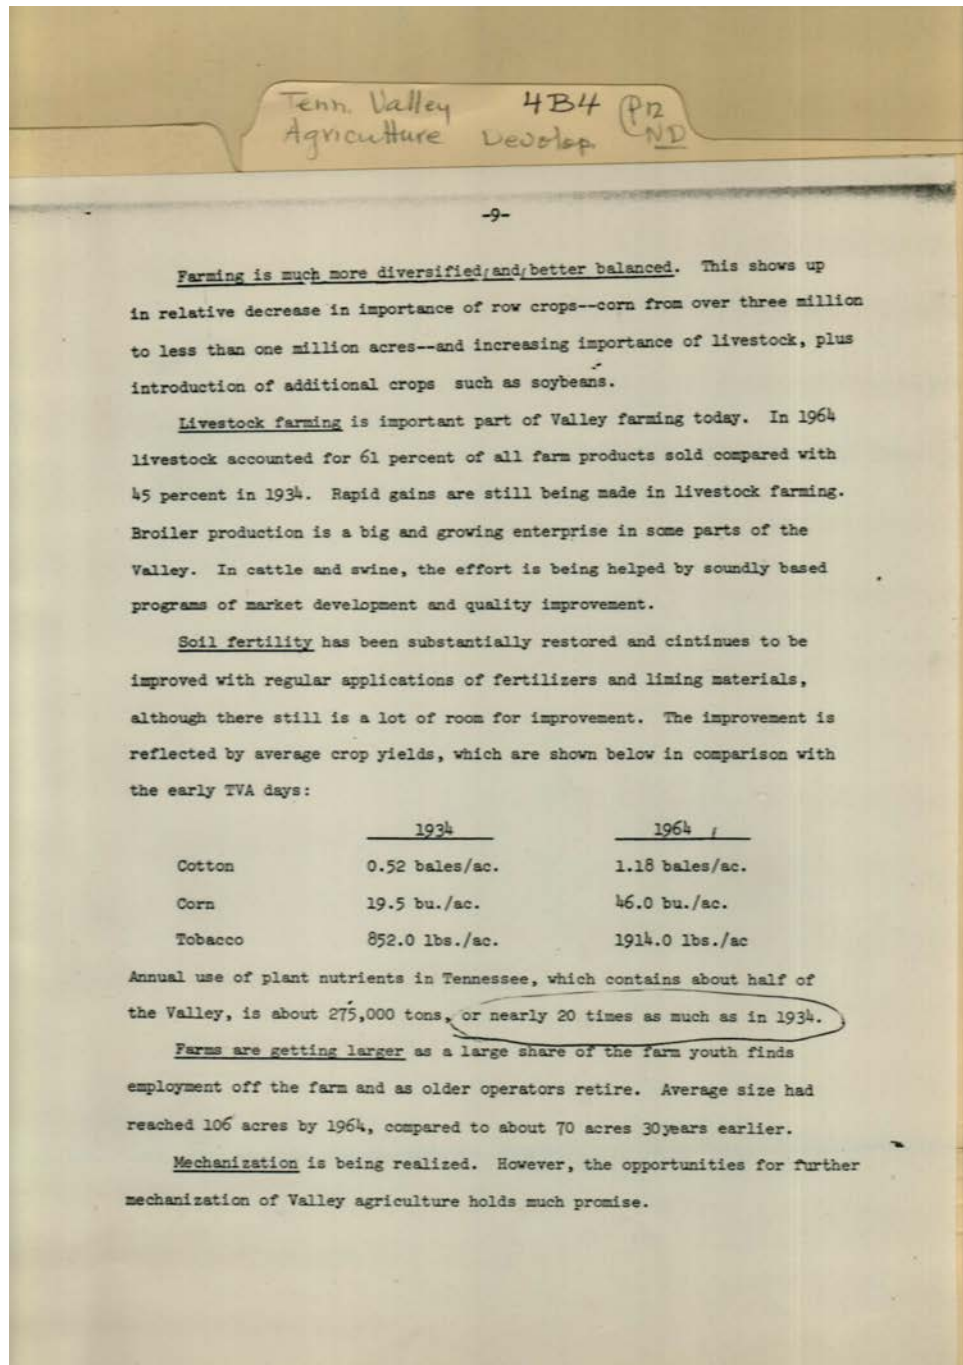 Tenn. Valley 4B4 P12
Agriculture Devolop. ND
-9-
Farming is much more diversified and better balanced. This shows up
in relative decrease in importance of row crops--corn from over three million
to less than one million acres--and increasing importance of livestock, plus
introduction of additional crops such as soybeans.
Livestock farming is important part of Valley farming today. In 1964
livestock accounted for 61 percent of all farm products sold compared with
45 percent in 1934. Rapid gains are still being made in livestock farming.
Broiler production is a big and growing enterprise in some parts of the
Valley. In cattle and swine, the effort is being helped by soundly based
programs of market development and quality improvement.
Soil fertility has been substantially restored and cintinues to be
improved with regular applications of fertilizers and liming materials,
although there still is a lot of room for improvement. The improvement is
reflected by average crop yields, which are shown below in comparison with
the early TVA days:
1934 1964
Cotton 0.52 bales/ac. 1.18 bales/ac.
Corn 19.5 bu./ac. 46.0 bu./ac.
Tobacco 852.0 lbs./ac. 1914.0 lbs./ac
Annual use of plant nutrients in Tennessee, which contains about half of
the Valley, is about 275,000 tons, or nearly 20 times as much as in 1934.
Farms are getting larger as a large share of the farm youth finds
employment off the farm and as older operators retire. Average size had
reached 106 acres by 1964, compared to about 70 acres 30years earlier.
Mechanization is being realized. However, the opportunities for further
mechanization of Valley agriculture holds much promise.